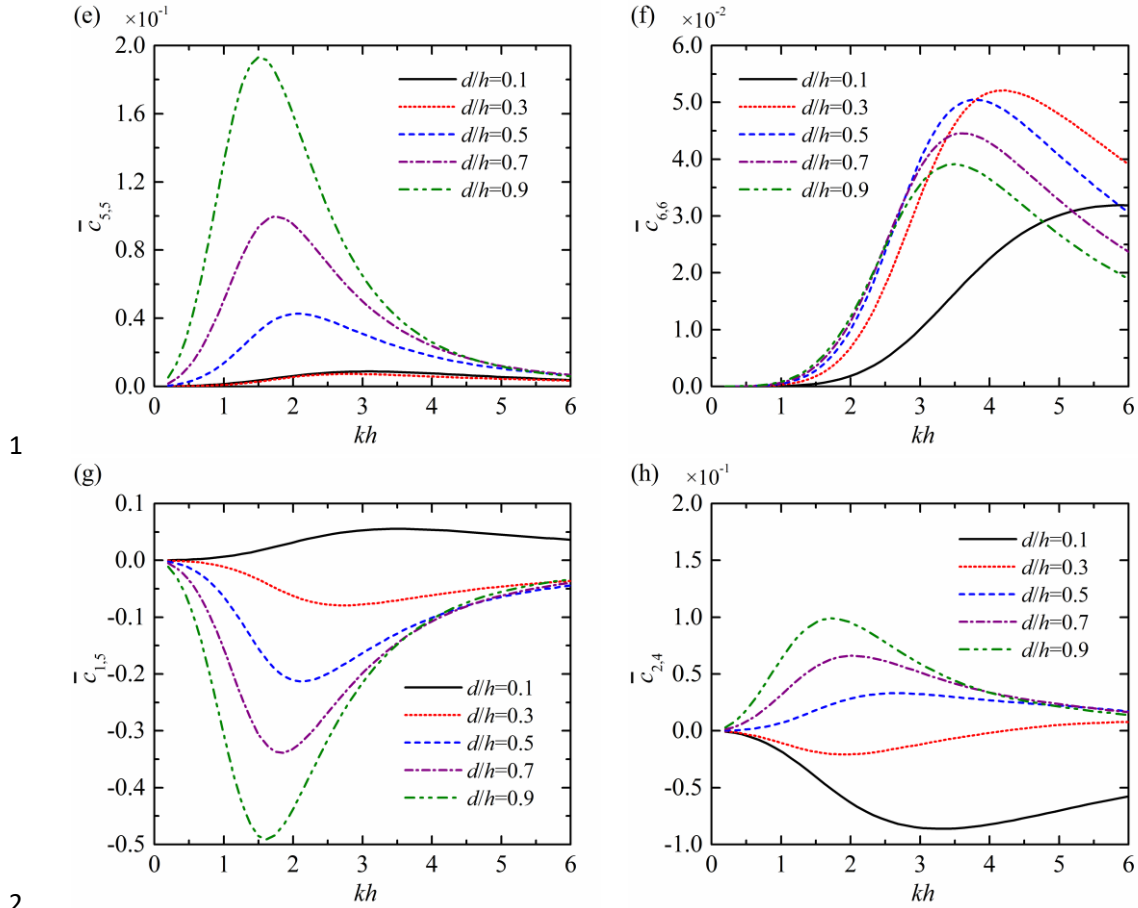 (e) ×10⁻¹
2.0
1.6
1.2
0.8
0.4
0.0
c̄5,5
d/h=0.1
d/h=0.3
d/h=0.5
d/h=0.7
d/h=0.9
0 1 2 3 4 5 6
kh
(f) ×10⁻²
6.0
5.0
4.0
3.0
2.0
1.0
0.0
c̄6,6
d/h=0.1
d/h=0.3
d/h=0.5
d/h=0.7
d/h=0.9
0 1 2 3 4 5 6
kh
1
(g)
0.1
0.0
-0.1
-0.2
-0.3
-0.4
-0.5
c̄1,5
d/h=0.1
d/h=0.3
d/h=0.5
d/h=0.7
d/h=0.9
0 1 2 3 4 5 6
kh
(h) ×10⁻¹
2.0
1.5
1.0
0.5
0.0
-0.5
-1.0
c̄2,4
d/h=0.1
d/h=0.3
d/h=0.5
d/h=0.7
d/h=0.9
0 1 2 3 4 5 6
kh
2